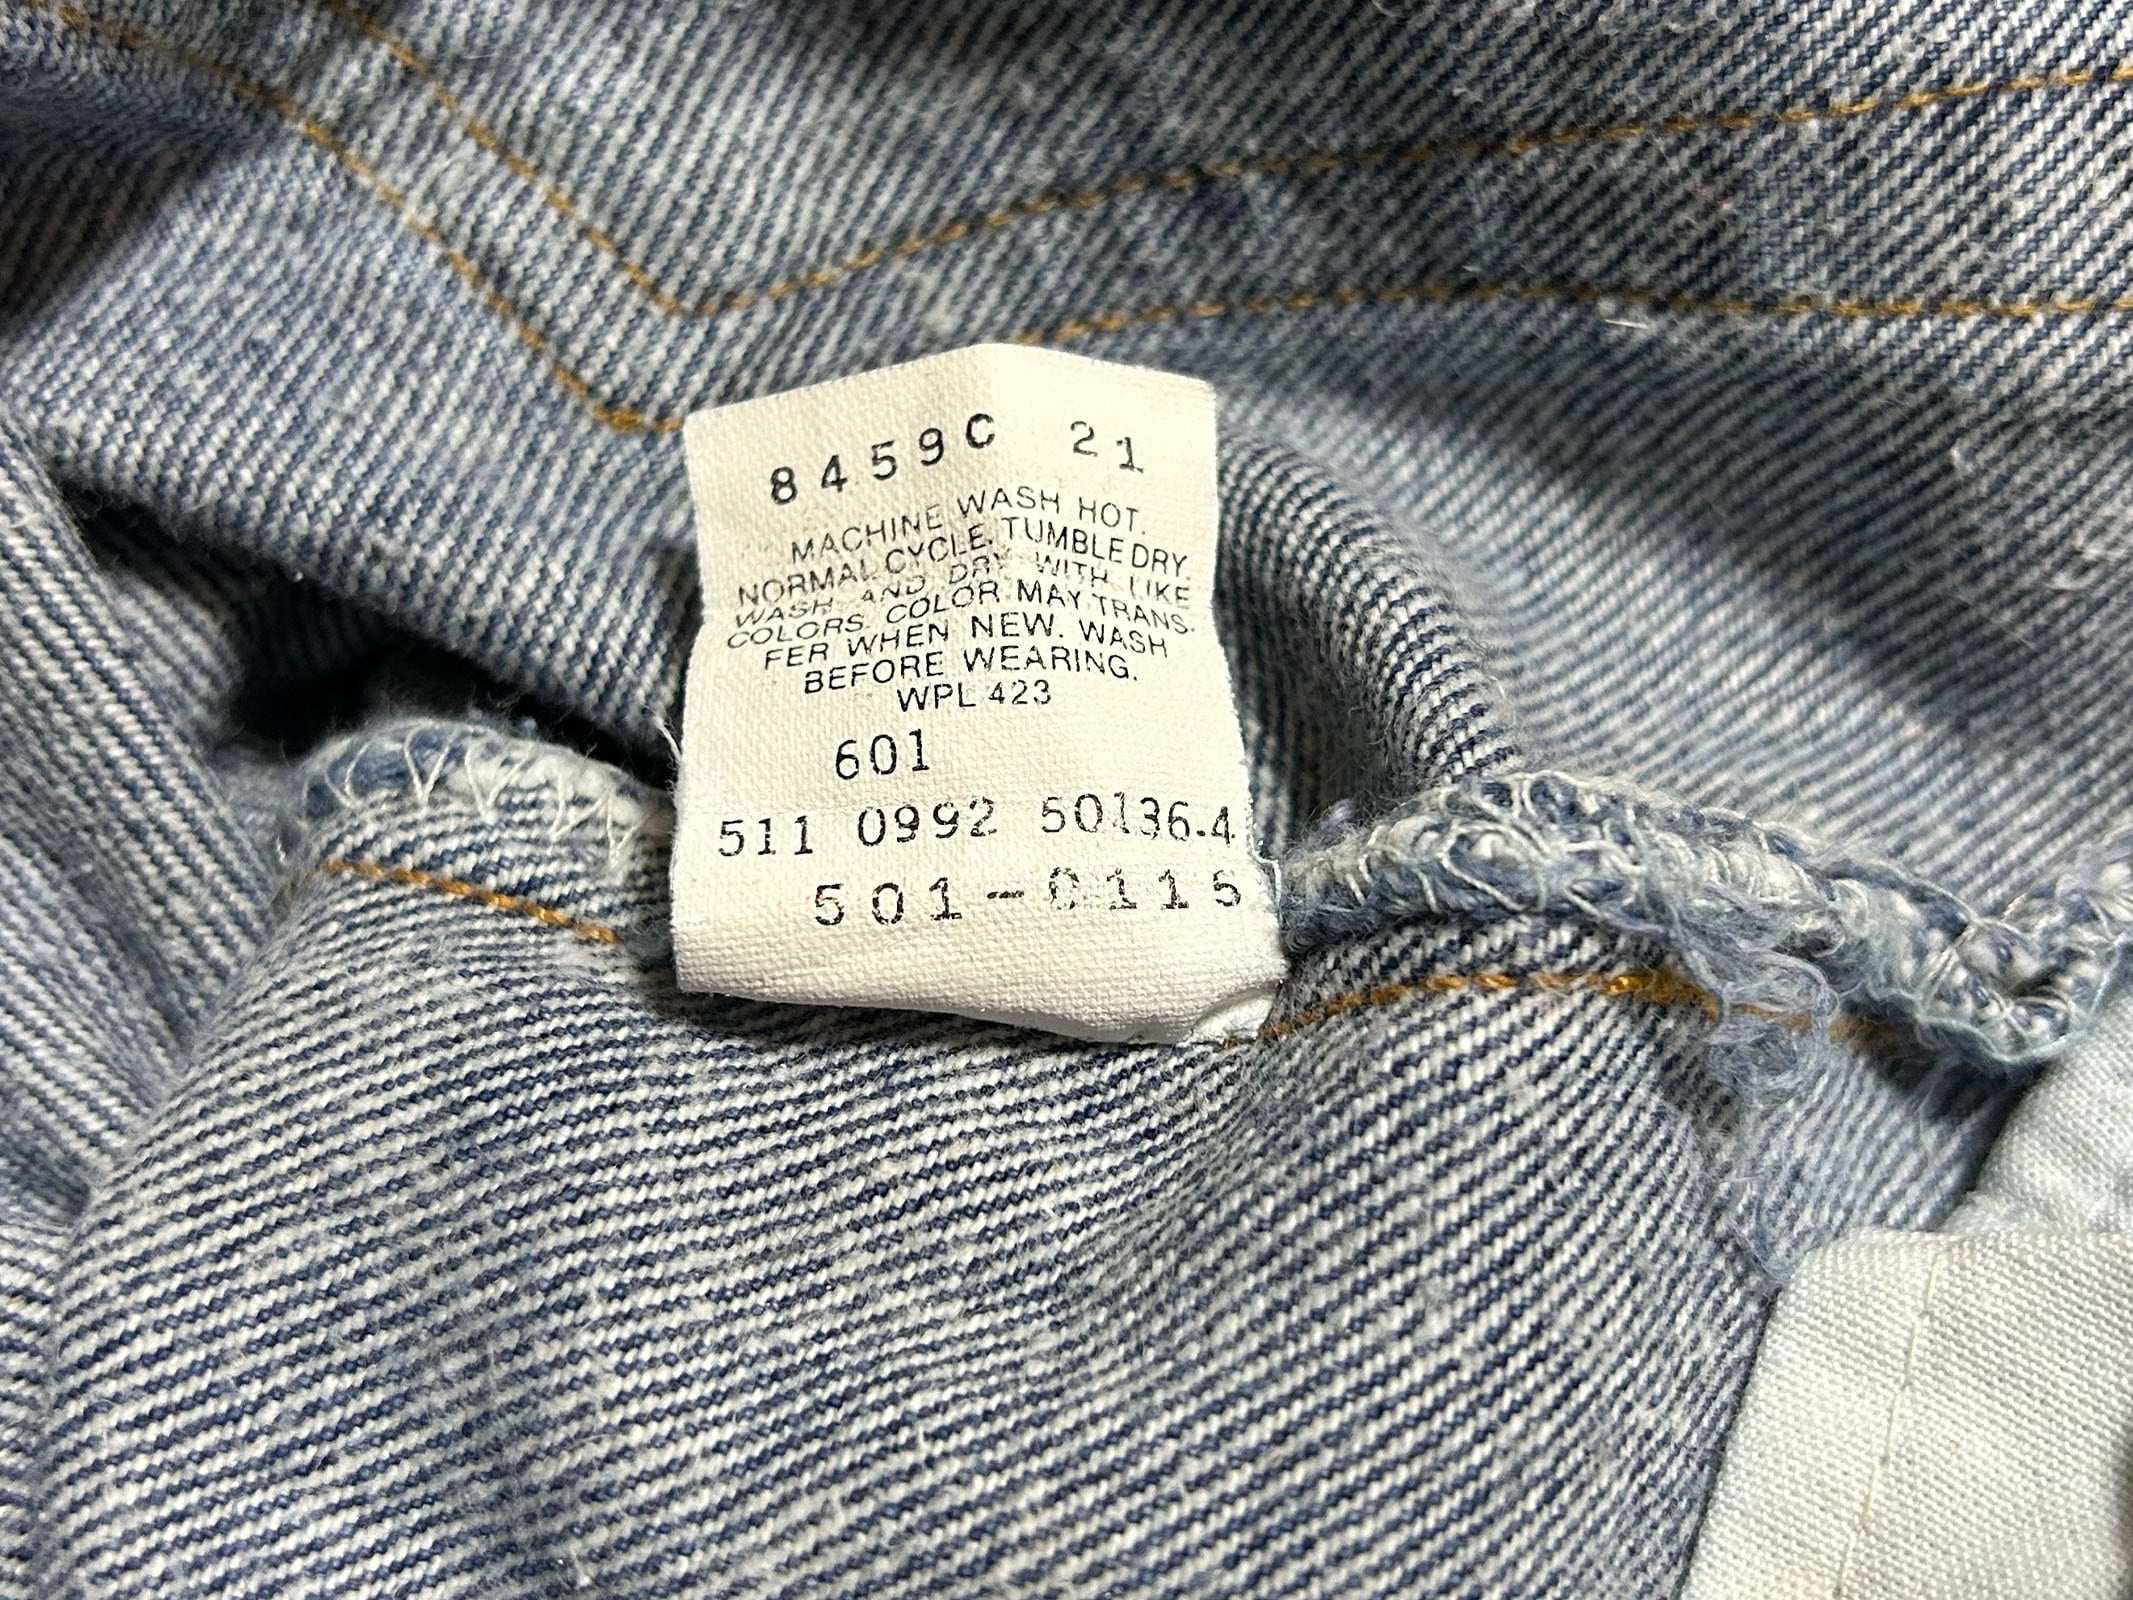 8459C 21
MACHINE WASH HOT.
NORMAL CYCLE. TUMBLE DRY.
WASH AND DRY WITH LIKE
COLORS. COLOR MAY TRANS-
FER WHEN NEW. WASH
BEFORE WEARING.
WPL 423
601
511 0992 50136.4
501-0115